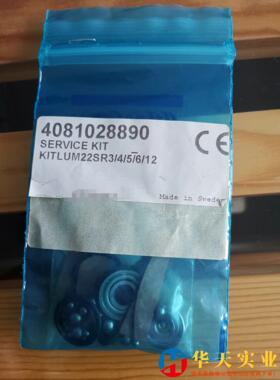 4081028890
SERVICE KIT
KITLUM22SR3/4/5/6/12
CE
Made in Sweden
华天实业